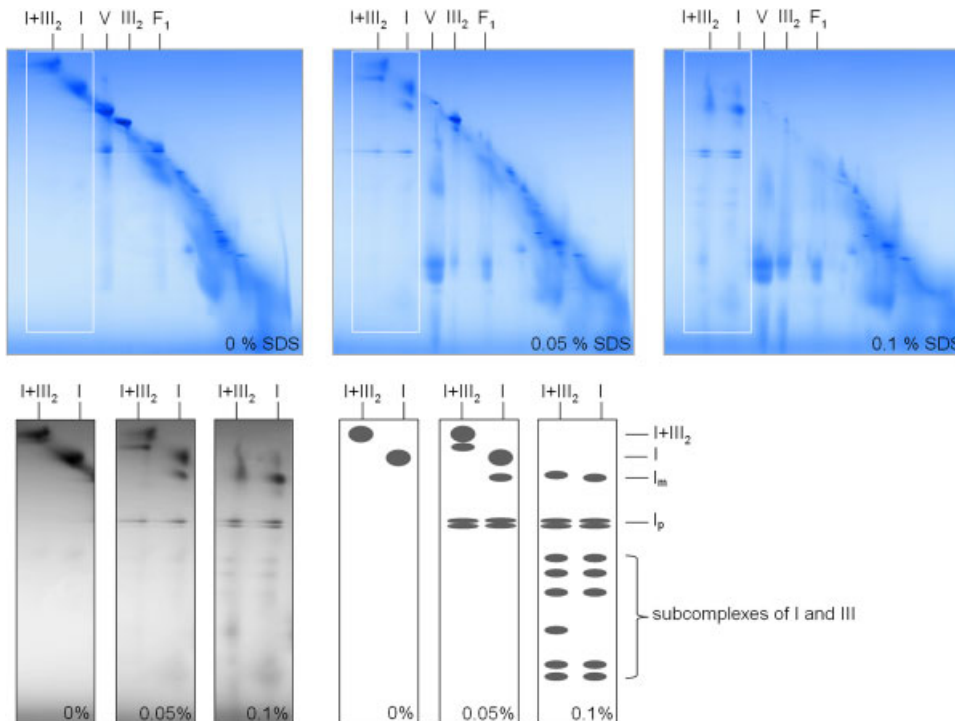 I+III₂ I V III₂ F₁
I+III₂ I V III₂ F₁
I+III₂ I V III₂ F₁
0 % SDS
0.05 % SDS
0.1 % SDS
I+III₂ I
I+III₂ I
I+III₂ I
I+III₂ I
I+III₂ I
I+III₂ I
I+III₂
I
Iₘ
Iₚ
subcomplexes of I and III
0%
0.05%
0.1%
0%
0.05%
0.1%